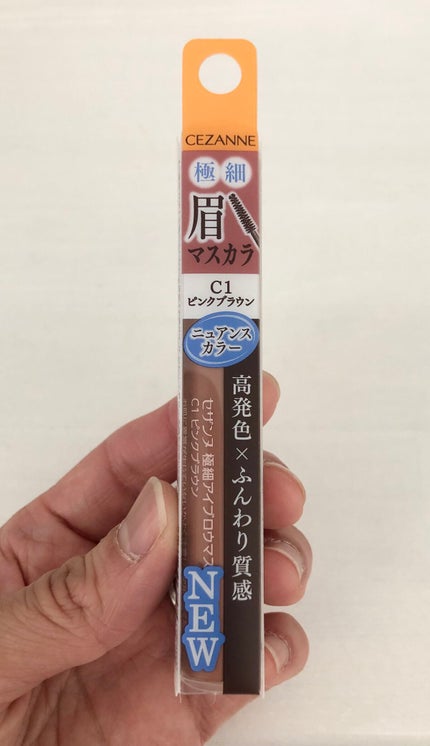 CEZANNE
極細
眉
マスカラ
C1
ピンクブラウン
ニュアンス
カラー
高発色×ふんわり質感
セザンヌ 極細アイブロウマス
C1 ピンクブラウン
NEW